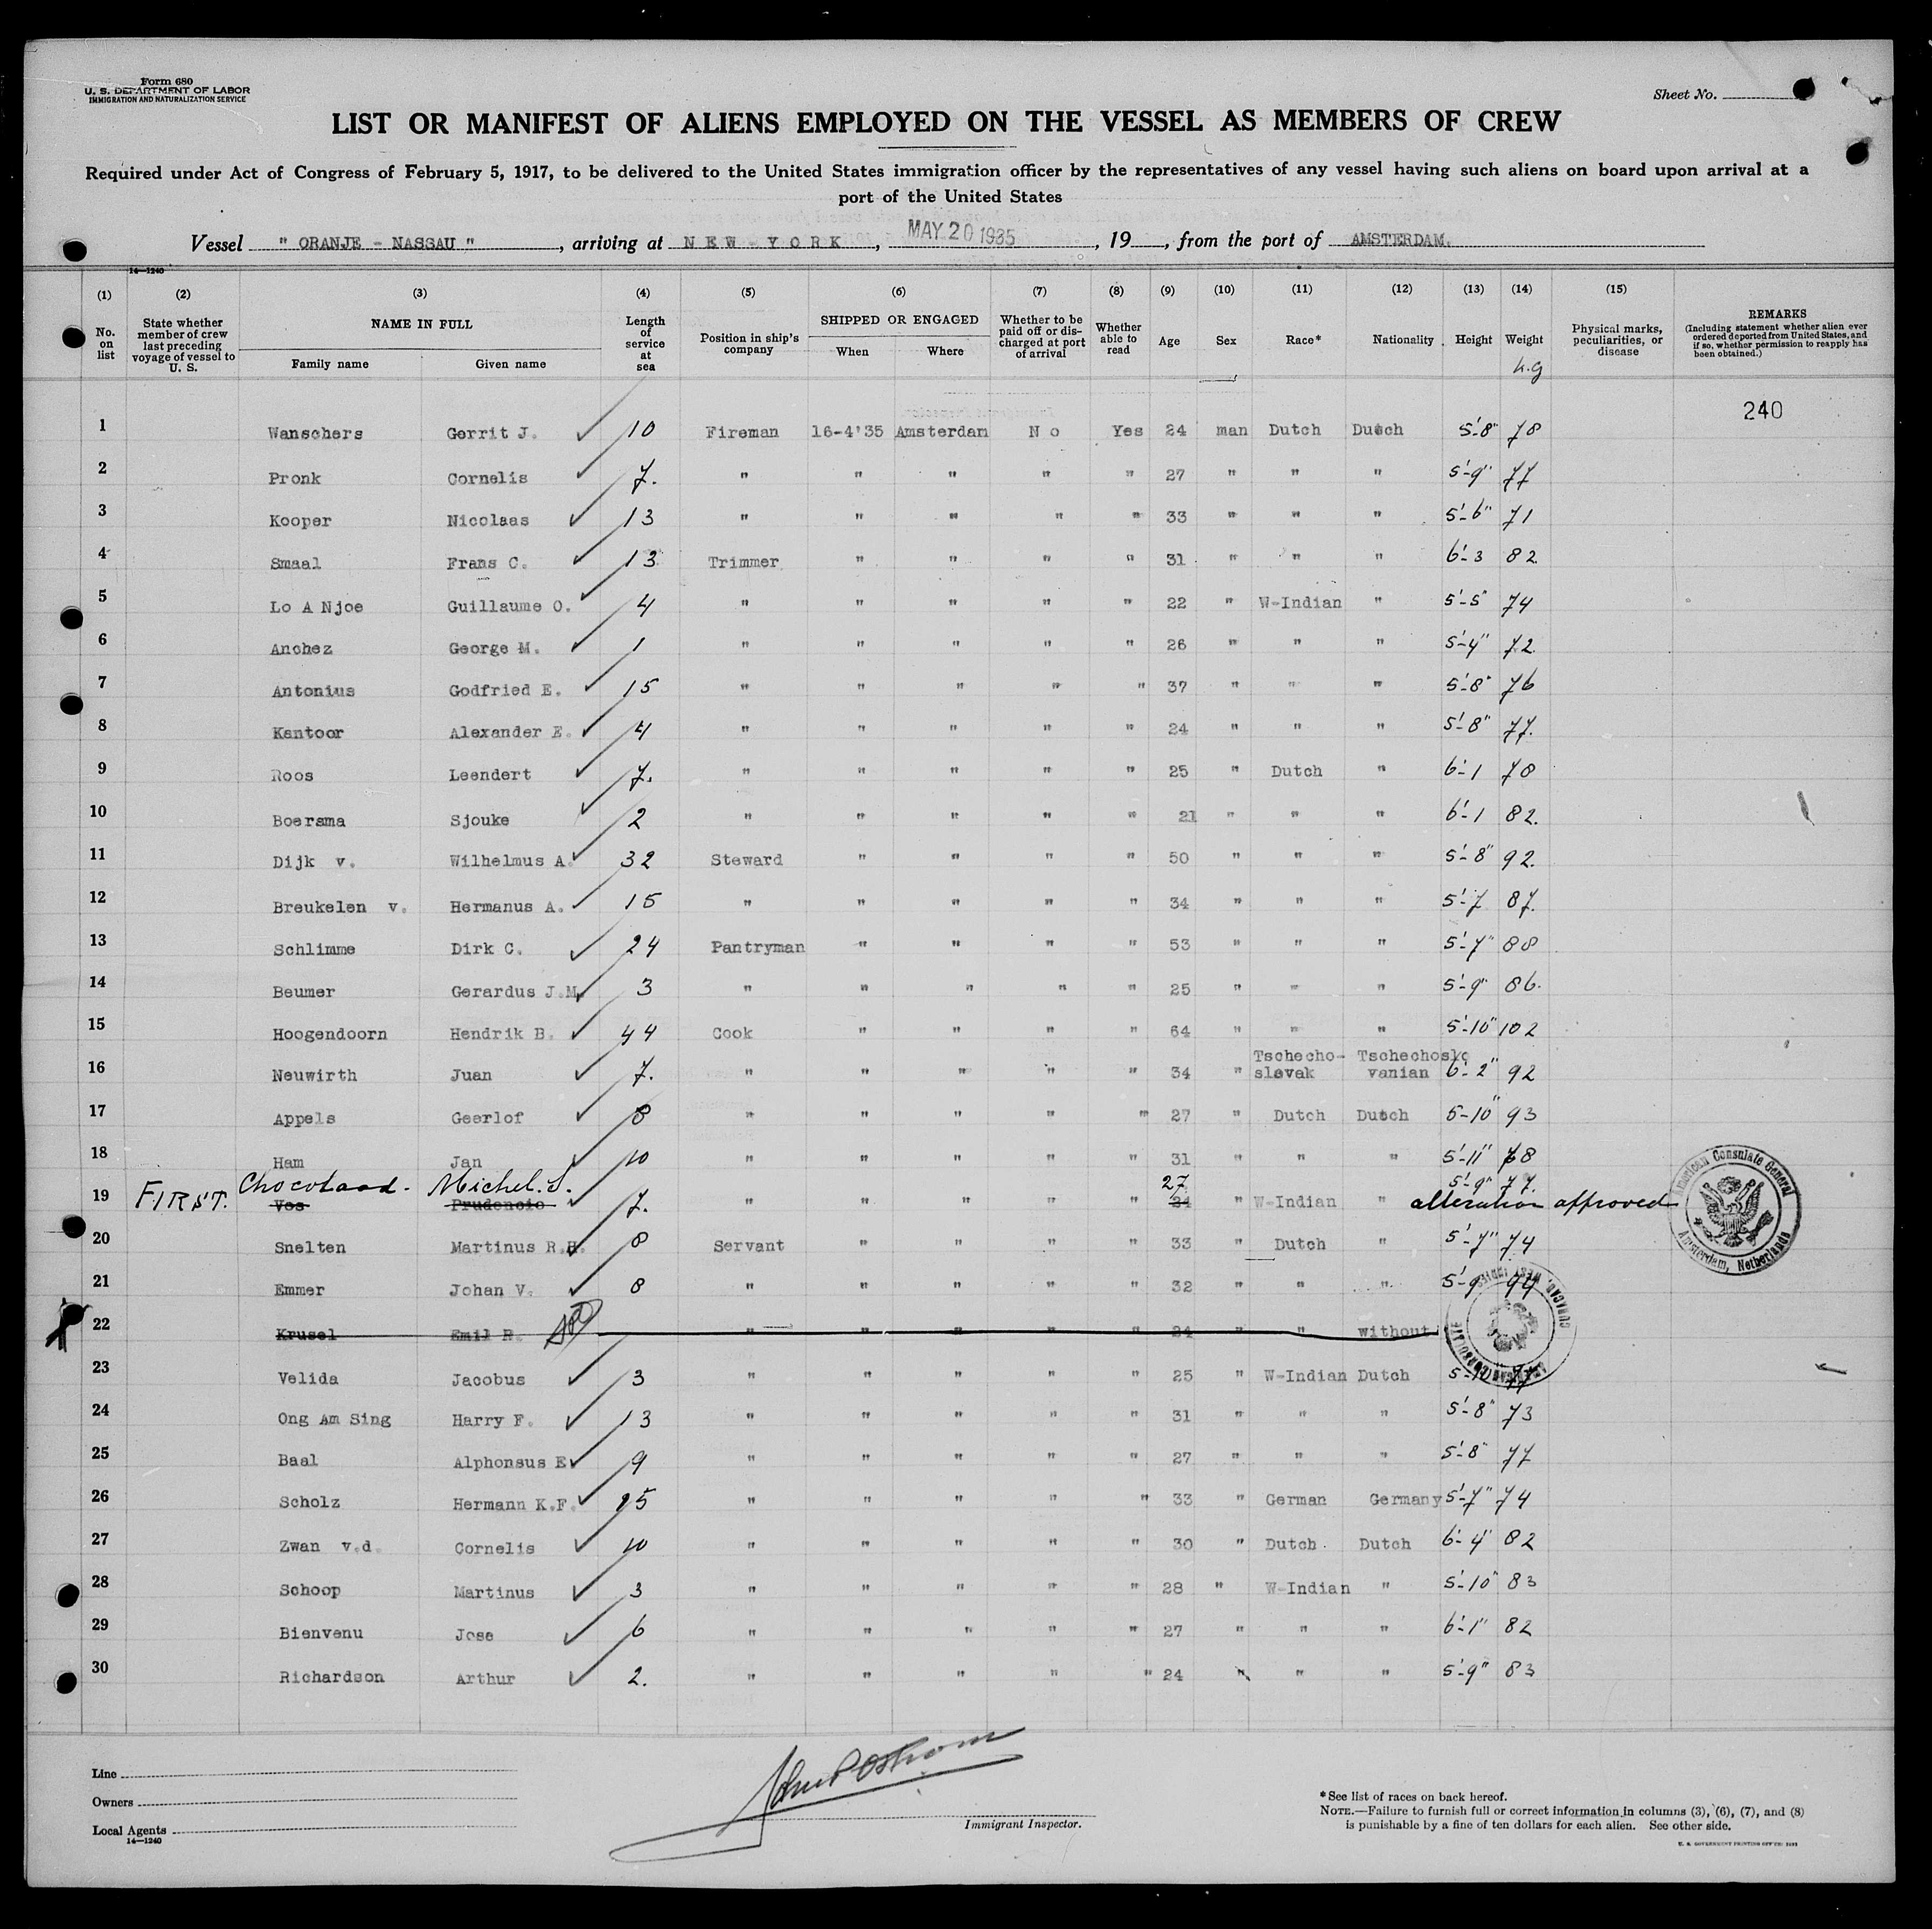 Form 680
U. S. DEPARTMENT OF LABOR
IMMIGRATION AND NATURALIZATION SERVICE
Sheet No.
LIST OR MANIFEST OF ALIENS EMPLOYED ON THE VESSEL AS MEMBERS OF CREW
Required under Act of Congress of February 5, 1917, to be delivered to the United States immigration officer by the representatives of any vessel having such aliens on board upon arrival at a
port of the United States
Vessel " ORANJE - NASSAU " , arriving at NEW-YORK , MAY 20 1935 , 19 , from the port of AMSTERDAM.
14—1240
(1) (2) (3) (4) (5) (6) (7) (8) (9) (10) (11) (12) (13) (14) (15)
No. on list
State whether member of crew last preceding voyage of vessel to U. S.
NAME IN FULL
Family name Given name
Length of service at sea
Position in ship's company
SHIPPED OR ENGAGED
When Where
Whether to be paid off or discharged at port of arrival
Whether able to read
Age Sex Race* Nationality Height Weight
kg
Physical marks, peculiarities, or disease
REMARKS
(Including statement whether alien ever ordered deported from United States, and if so, whether permission to reapply has been obtained.)
240
1 Wanschers Gerrit J. 10 Fireman 16-4'35 Amsterdam No Yes 24 man Dutch Dutch 5'-8" 78
2 Pronk Cornelis 7. " " " " " 27 " " " 5'-9" 77
3 Kooper Nicolaas 13 " " " " " 33 " " " 5'-6" 71
4 Smaal Frans C. 13 Trimmer " " " " 31 " " " 6'-3 82.
5 Lo A Njoe Guillaume O. 4 " " " " " 22 " W-Indian " 5'-5" 74
6 Anchez George M. 1 " " " " " 26 " " " 5'-4" 72.
7 Antonius Godfried E. 15 " " " " " 37 " " " 5'-8" 76
8 Kantoor Alexander E. 4 " " " " " 24 " " " 5'-8" 77.
9 Roos Leendert 7. " " " " " 25 " Dutch " 6'-1 78
10 Boersma Sjouke 2 " " " " " 21 " " " 6'-1 82.
11 Dijk v. Wilhelmus A. 32 Steward " " " " 50 " " " 5'-8" 92.
12 Breukelen v. Hermanus A. 15 " " " " " 34 " " " 5'-7 87.
13 Schlimme Dirk C. 24 Pantryman " " " " 53 " " " 5'-7" 88
14 Beumer Gerardus J.M. 3 " " " " " 25 " " " 5'-9" 86.
15 Hoogendoorn Hendrik B. 44 Cook " " " " 64 " " " 5'-10" 102
16 Neuwirth Juan 7. " " " " " 34 " Tschecho-slovak Tschechoslovanian 6'-2" 92
17 Appels Geerlof 8 " " " " " 27 " Dutch Dutch 5-10" 93
18 Ham Jan 10 " " " " " 31 " " " 5'-11" 78
Chocolaad. Michel. S. 27 5'-9" 77.
19 FIRST. Vos Prudencio 7. " " " " " 24 " W-Indian " alteration approved
American Consulate General
Amsterdam, Netherlands
20 Snelten Martinus R.H. 8 Servant " " " " 33 " Dutch " 5'-7" 74
21 Emmer Johan V. 8 " " " " " 32 " " " 5'-9
22 Krusel Emil R. " " " " " 24 " " without
CURACAO, WEST INDIES
23 Velida Jacobus 3 " " " " " 25 " W-Indian Dutch
24 Ong Am Sing Harry F. 13 " " " " " 31 " " " 5'-8" 73
25 Baal Alphonsus E. 9 " " " " " 27 " " " 5'-8" 77
26 Scholz Hermann K.F. 15 " " " " " 33 " German Germany 5'-7" 74
27 Zwan v.d. Cornelis 10 " " " " " 30 " Dutch Dutch 6'-4' 82
28 Schoop Martinus 3 " " " " " 28 " W-Indian " 5'-10" 83
29 Bienvenu Jose 6 " " " " " 27 " " " 6'-1" 82
30 Richardson Arthur 2. " " " " " 24 " " " 5'-9" 83
Line
Owners
Local Agents
14—1240
Immigrant Inspector.
*See list of races on back hereof.
NOTE.—Failure to furnish full or correct information in columns (3), (6), (7), and (8)
is punishable by a fine of ten dollars for each alien. See other side.